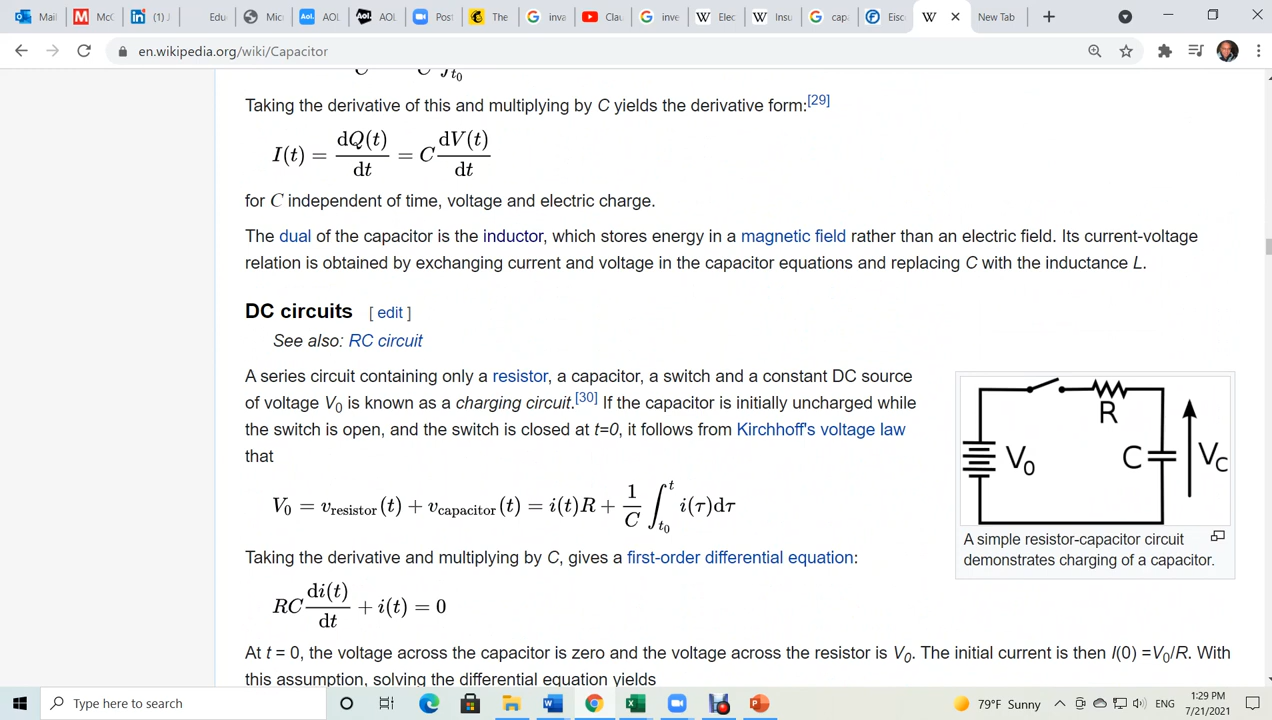 Mail
McC
(1)
Edu
Mic
Aol.
AOL
Aol.
AOL
Post
The
inva
Clau
inve
W Elec
W Insu
cap
Eisc
W
New Tab
en.wikipedia.org/wiki/Capacitor
Taking the derivative of this and multiplying by C yields the derivative form:[29]
I(t) = dQ(t)/dt = C dV(t)/dt
for C independent of time, voltage and electric charge.
The dual of the capacitor is the inductor, which stores energy in a magnetic field rather than an electric field. Its current-voltage
relation is obtained by exchanging current and voltage in the capacitor equations and replacing C with the inductance L.
DC circuits [ edit ]
See also: RC circuit
A series circuit containing only a resistor, a capacitor, a switch and a constant DC source
of voltage V₀ is known as a charging circuit.[30] If the capacitor is initially uncharged while
the switch is open, and the switch is closed at t=0, it follows from Kirchhoff's voltage law
that
V₀ = v_resistor(t) + v_capacitor(t) = i(t)R + 1/C ∫_t₀^t i(τ)dτ
Taking the derivative and multiplying by C, gives a first-order differential equation:
RC di(t)/dt + i(t) = 0
At t = 0, the voltage across the capacitor is zero and the voltage across the resistor is V₀. The initial current is then I(0) =V₀/R. With
this assumption, solving the differential equation yields
R
V₀
C
V_C
A simple resistor-capacitor circuit
demonstrates charging of a capacitor.
Type here to search
79°F Sunny
ENG
1:29 PM
7/21/2021